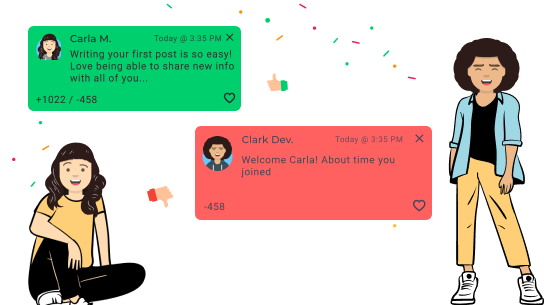 Carla M. Today @ 3:35 PM
Writing your first post is so easy!
Love being able to share new info
with all of you...
+1022 / -458
Clark Dev. Today @ 3:35 PM
Welcome Carla! About time you
joined
-458